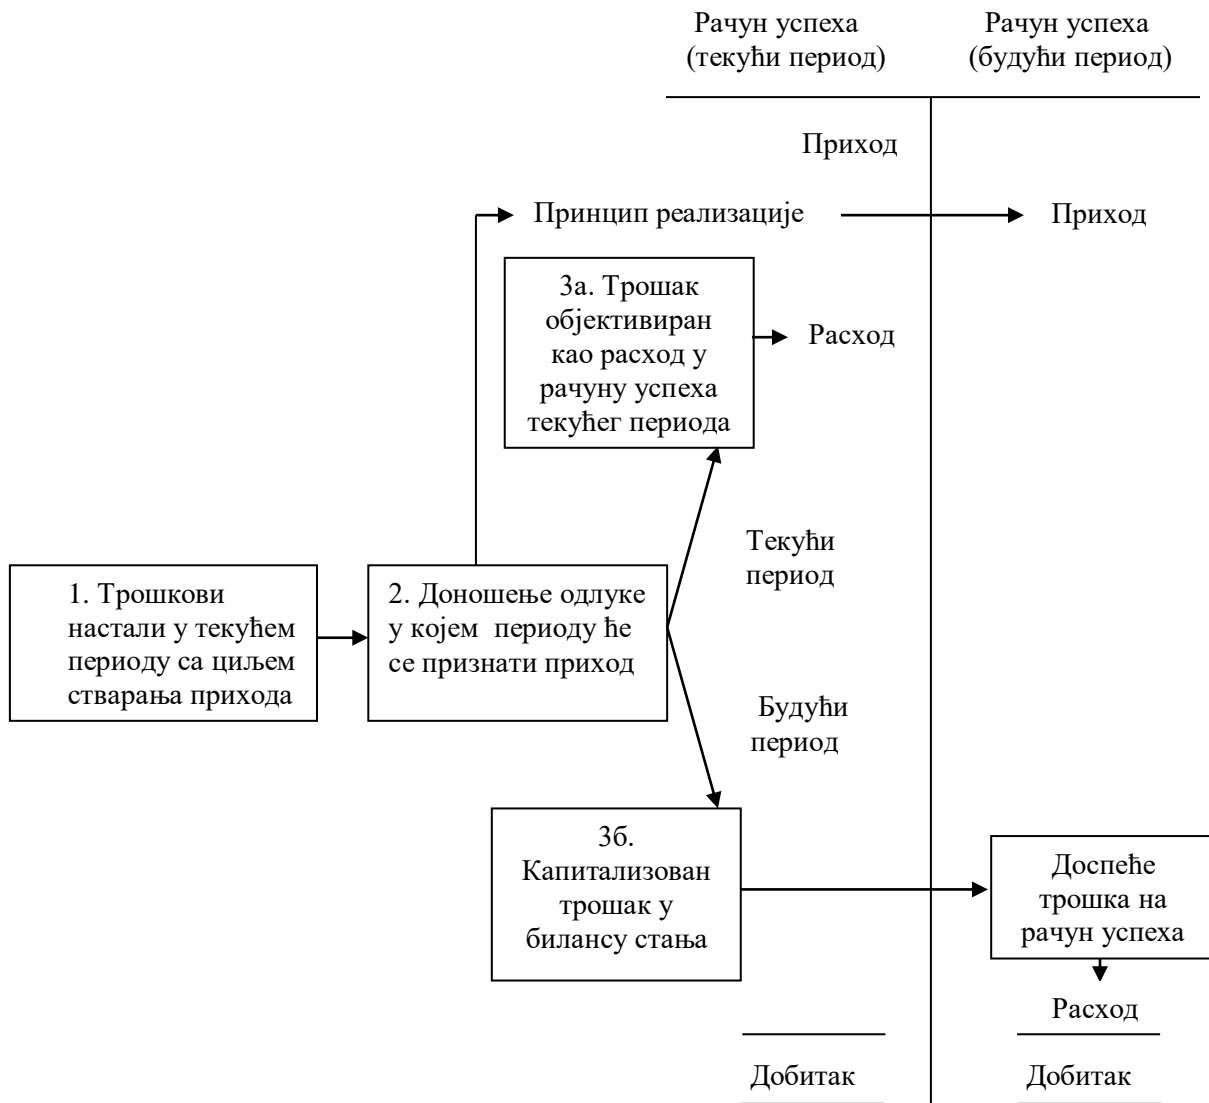 Рачун успеха
(текући период)
Рачун успеха
(будући период)
Приход
Принцип реализације
Приход
3а. Трошак
објективиран
као расход у
рачуну успеха
текућег периода
Расход
Текући
период
1. Трошкови
настали у текућем
периоду са циљем
стварања прихода
2. Доношење одлуке
у којем периоду ће
се признати приход
Будући
период
3б.
Капитализован
трошак у
билансу стања
Доспеће
трошка на
рачун успеха
Расход
Добитак
Добитак